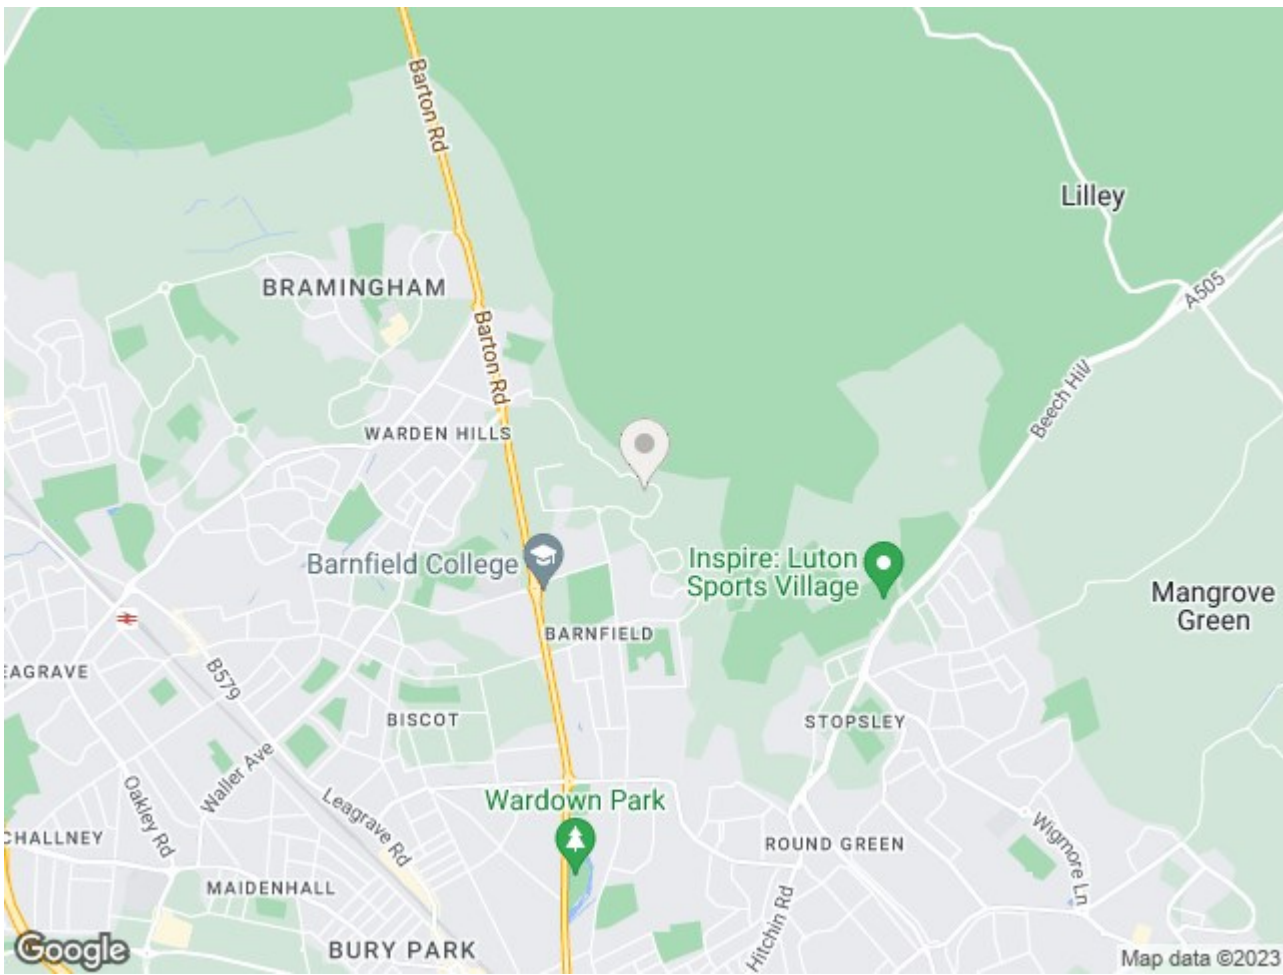 Barton Rd
Lilley
A505
BRAMINGHAM
Barton Rd
Beech Hill
WARDEN HILLS
Barnfield College
Inspire: Luton
Sports Village
Mangrove
Green
BARNFIELD
EAGRAVE
B579
BISCOT
STOPSLEY
Waller Ave
Oakley Rd
Leagrave Rd
Wardown Park
Wigmore Ln
CHALLNEY
ROUND GREEN
MAIDENHALL
Hitchin Rd
BURY PARK
Google
Map data ©2023